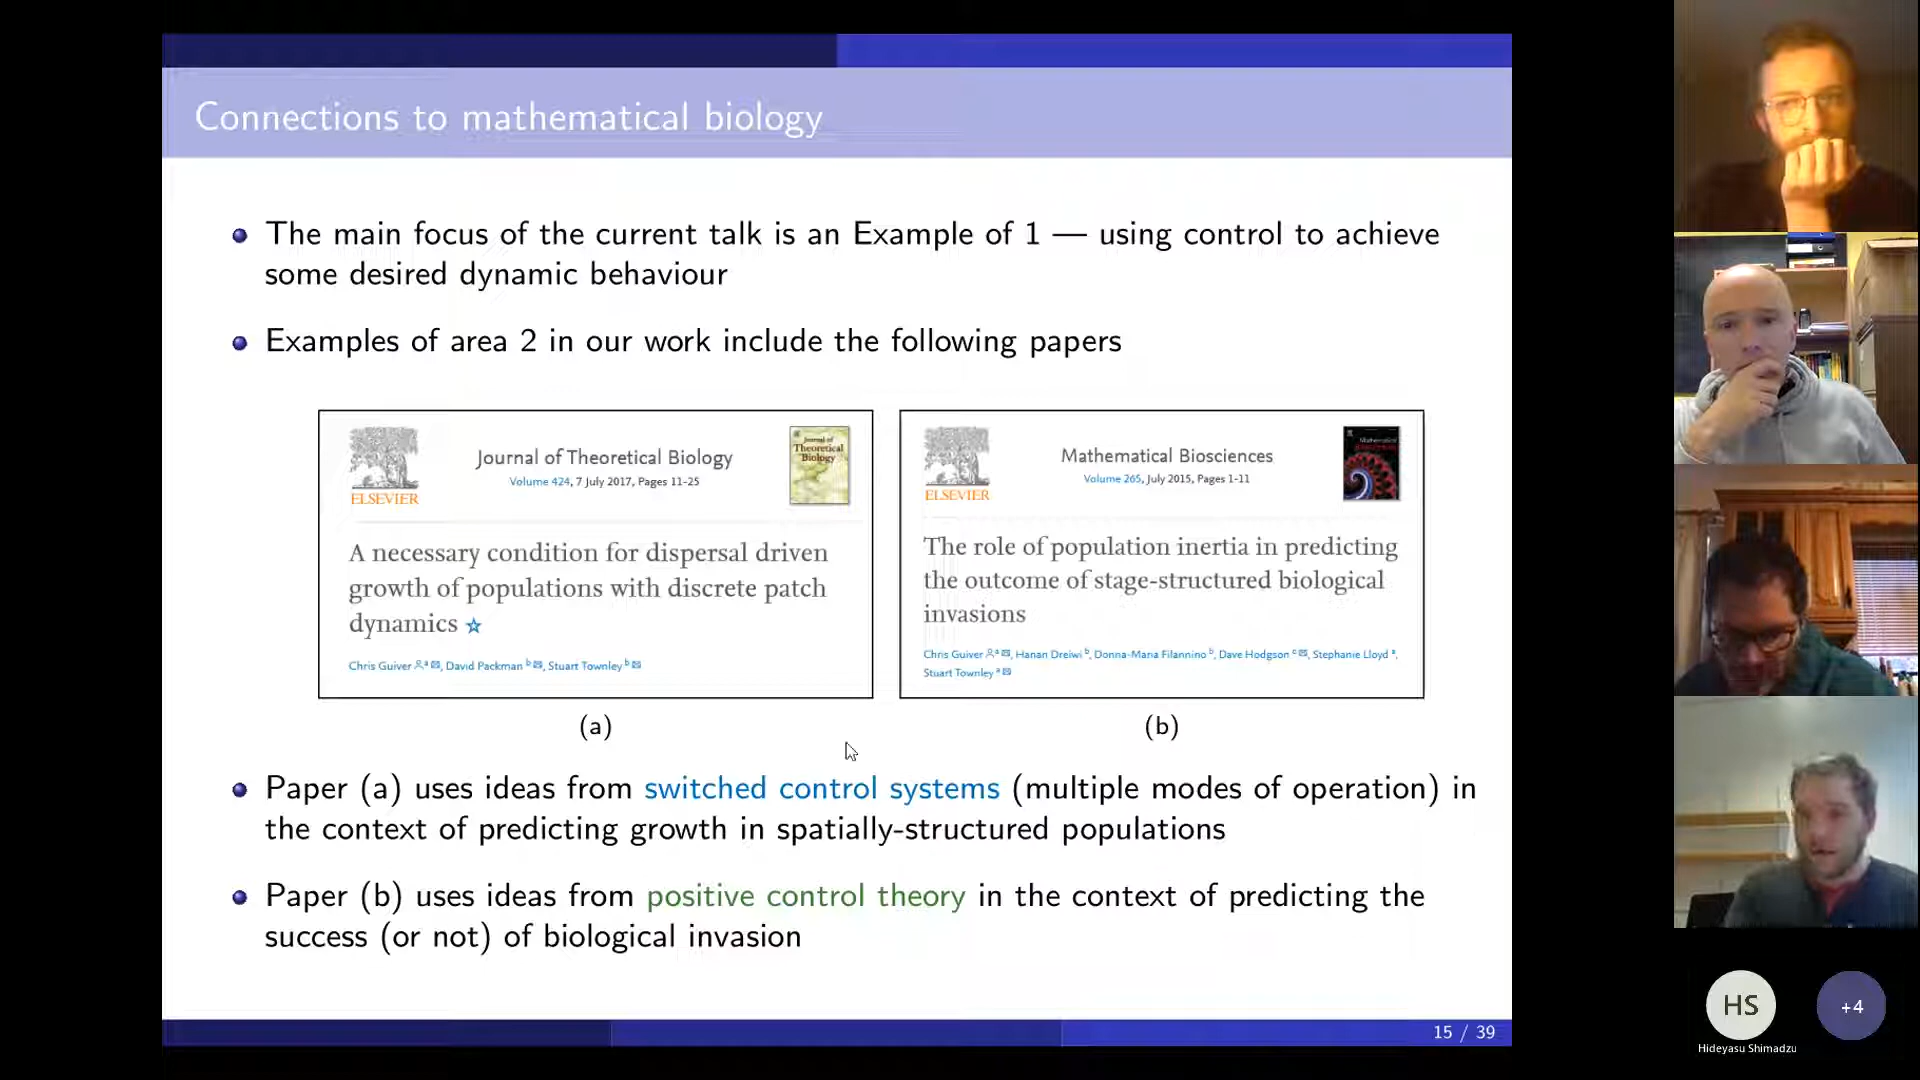 Connections to mathematical biology
The main focus of the current talk is an Example of 1 — using control to achieve
some desired dynamic behaviour
Examples of area 2 in our work include the following papers
ELSEVIER
Journal of Theoretical Biology
Volume 424, 7 July 2017, Pages 11-25
Journal of
Theoretical
Biology
A necessary condition for dispersal driven
growth of populations with discrete patch
dynamics ☆
Chris Guiver a, David Packman b, Stuart Townley b
(a)
ELSEVIER
Mathematical Biosciences
Volume 265, July 2015, Pages 1-11
Mathematical
The role of population inertia in predicting
the outcome of stage-structured biological
invasions
Chris Guiver a, Hanan Dreiwi b, Donna-Maria Filannino b, Dave Hodgson c, Stephanie Lloyd a,
Stuart Townley a
(b)
Paper (a) uses ideas from switched control systems (multiple modes of operation) in
the context of predicting growth in spatially-structured populations
Paper (b) uses ideas from positive control theory in the context of predicting the
success (or not) of biological invasion
15 / 39
HS
+4
Hideyasu Shimadzu